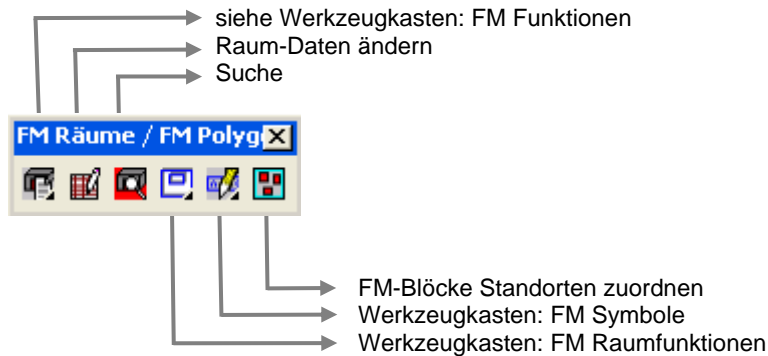 siehe Werkzeugkasten: FM Funktionen
Raum-Daten ändern
Suche
FM Räume / FM Polyg
FM-Blöcke Standorten zuordnen
Werkzeugkasten: FM Symbole
Werkzeugkasten: FM Raumfunktionen